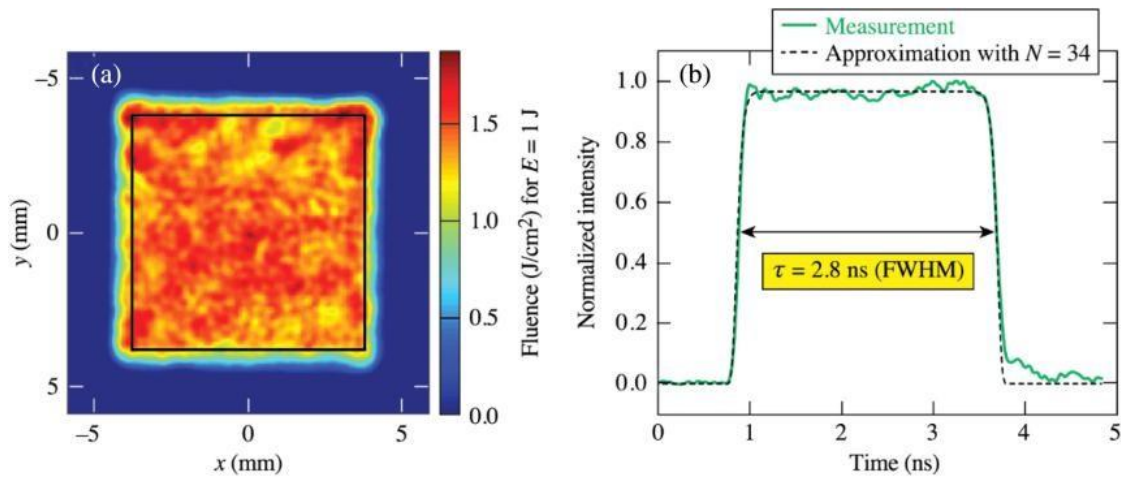 (a)
−5
0
5
y (mm)
−5
0
5
x (mm)
1.5
1.0
0.5
0.0
Fluence (J/cm²) for E = 1 J
Measurement
Approximation with N = 34
(b)
1.0
0.8
0.6
0.4
0.2
0.0
Normalized intensity
τ = 2.8 ns (FWHM)
0 1 2 3 4 5
Time (ns)